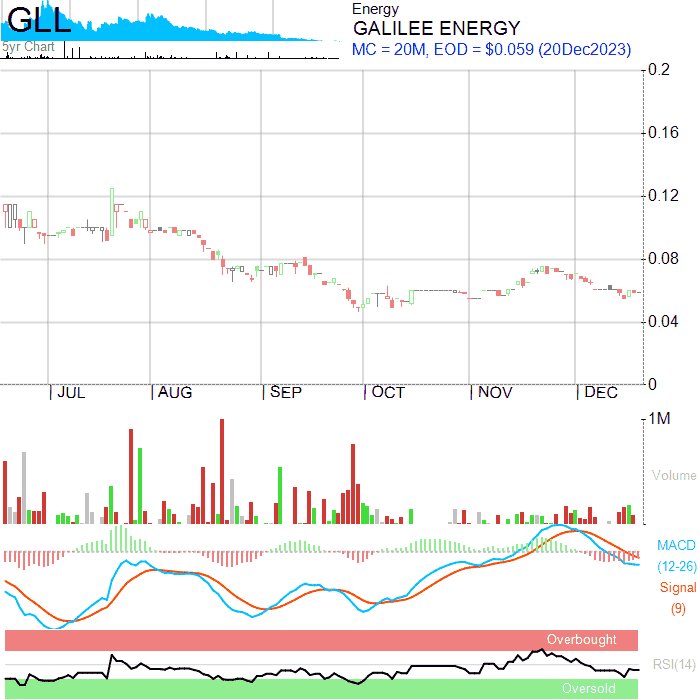 GLL
5yr Chart
Energy
GALILEE ENERGY
MC = 20M, EOD = $0.059 (20Dec2023)
0.2
0.16
0.12
0.08
0.04
0
JUL AUG SEP OCT NOV DEC
1M
Volume
MACD
(12-26)
Signal
(9)
Overbought
RSI(14)
Oversold